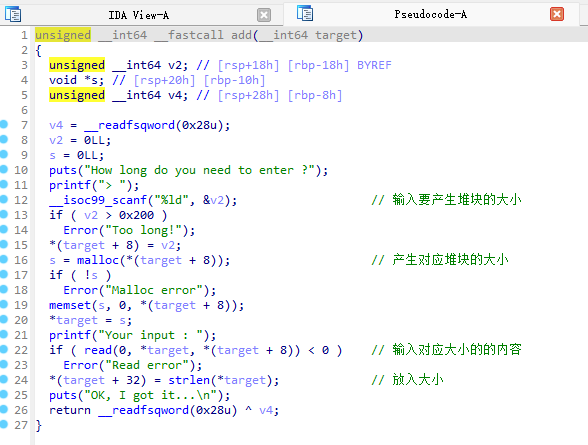 IDA View-A
Pseudocode-A
1 unsigned __int64 __fastcall add(__int64 target)
2 {
3 unsigned __int64 v2; // [rsp+18h] [rbp-18h] BYREF
4 void *s; // [rsp+20h] [rbp-10h]
5 unsigned __int64 v4; // [rsp+28h] [rbp-8h]
6
7 v4 = __readfsqword(0x28u);
8 v2 = 0LL;
9 s = 0LL;
10 puts("How long do you need to enter ?");
11 printf("> ");
12 __isoc99_scanf("%ld", &v2); // 输入要产生堆块的大小
13 if ( v2 > 0x200 )
14 Error("Too long!");
15 *(target + 8) = v2;
16 s = malloc(*(target + 8)); // 产生对应堆块的大小
17 if ( !s )
18 Error("Malloc error");
19 memset(s, 0, *(target + 8));
20 *target = s;
21 printf("Your input : ");
22 if ( read(0, *target, *(target + 8)) < 0 ) // 输入对应大小的的内容
23 Error("Read error");
24 *(target + 32) = strlen(*target); // 放入大小
25 puts("OK, I got it...\n");
26 return __readfsqword(0x28u) ^ v4;
27 }